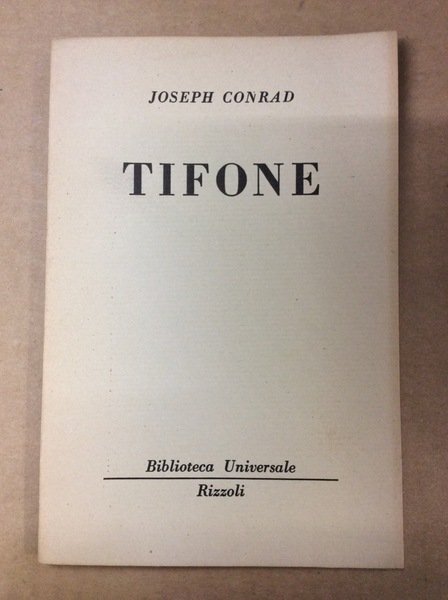 JOSEPH CONRAD
TIFONE
Biblioteca Universale
Rizzoli